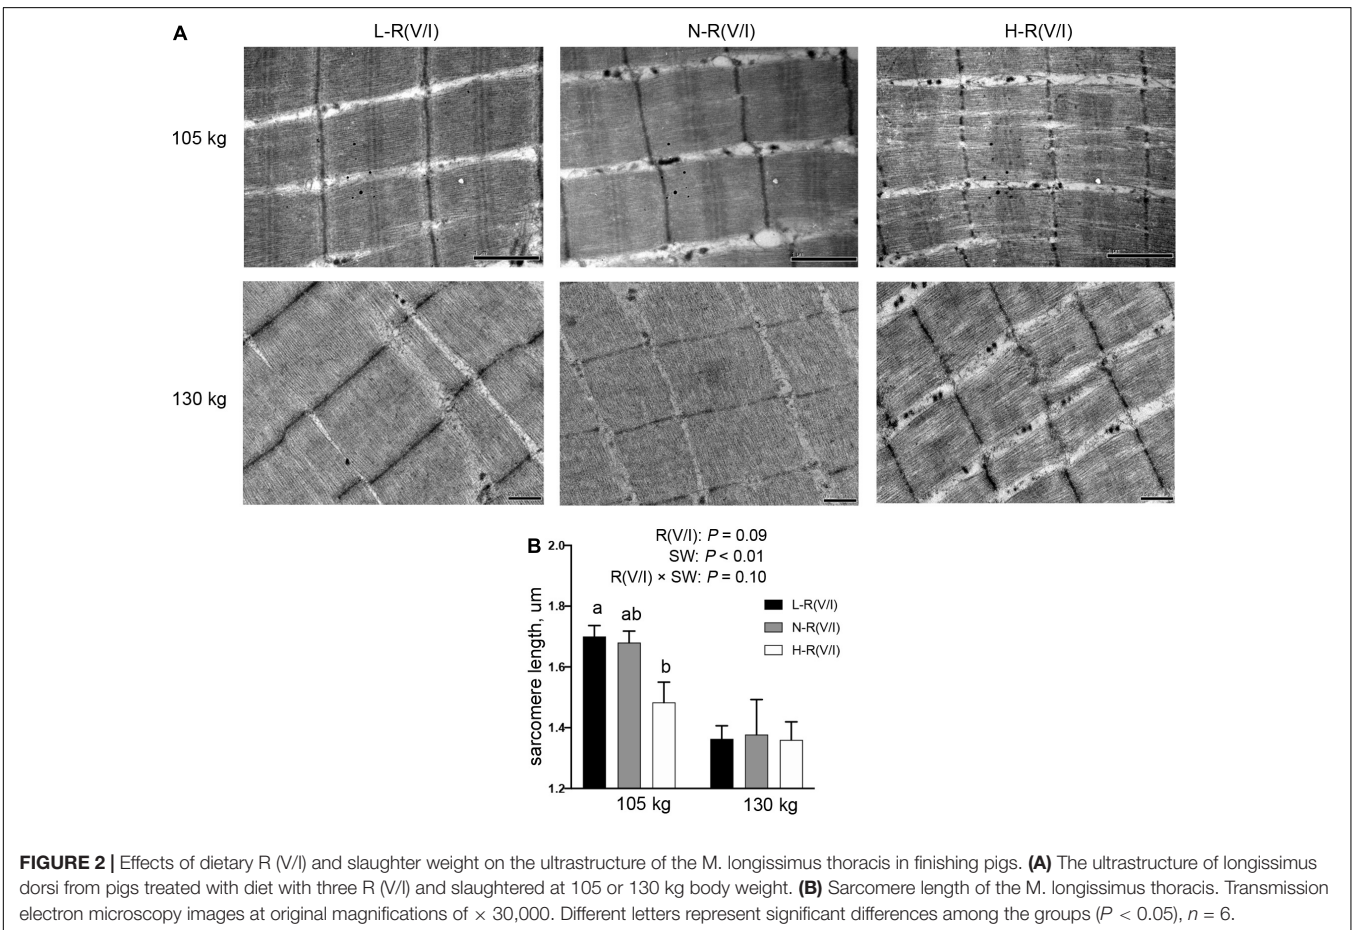 A
L-R(V/I)
N-R(V/I)
H-R(V/I)
105 kg
130 kg
B
R(V/I): P = 0.09
SW: P < 0.01
R(V/I) × SW: P = 0.10
2.0
1.8
1.6
1.4
1.2
sarcomere length, um
a
ab
b
L-R(V/I)
N-R(V/I)
H-R(V/I)
105 kg
130 kg
FIGURE 2 | Effects of dietary R (V/I) and slaughter weight on the ultrastructure of the M. longissimus thoracis in finishing pigs. (A) The ultrastructure of longissimus
dorsi from pigs treated with diet with three R (V/I) and slaughtered at 105 or 130 kg body weight. (B) Sarcomere length of the M. longissimus thoracis. Transmission
electron microscopy images at original magnifications of × 30,000. Different letters represent significant differences among the groups (P < 0.05), n = 6.